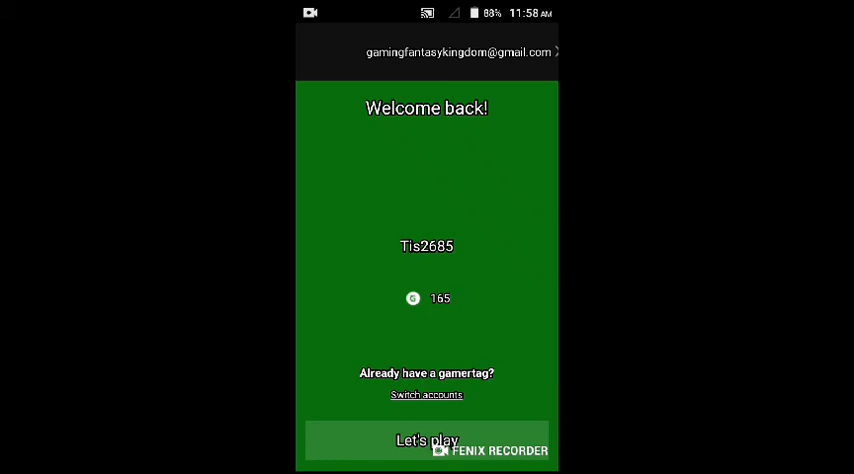 88% 11:58 AM
gamingfantasykingdom@gmail.com
Welcome back!
Tis2685
G 165
Already have a gamertag?
Switch accounts
Let's play
FENIX RECORDER